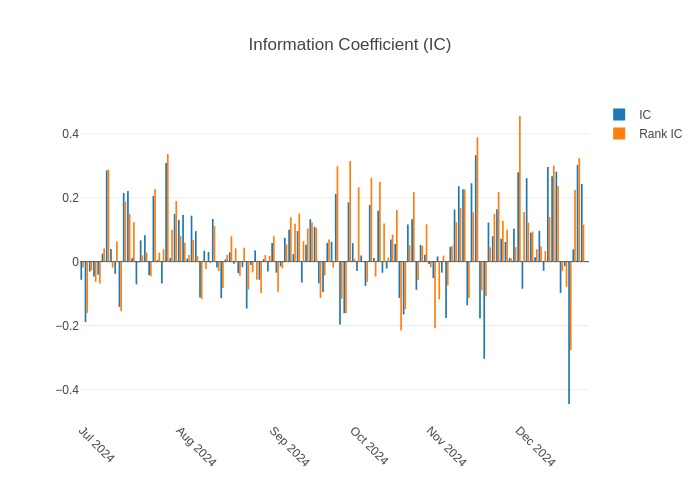 Information Coefficient (IC)
IC
Rank IC
0.4
0.2
0
−0.2
−0.4
Jul 2024
Aug 2024
Sep 2024
Oct 2024
Nov 2024
Dec 2024